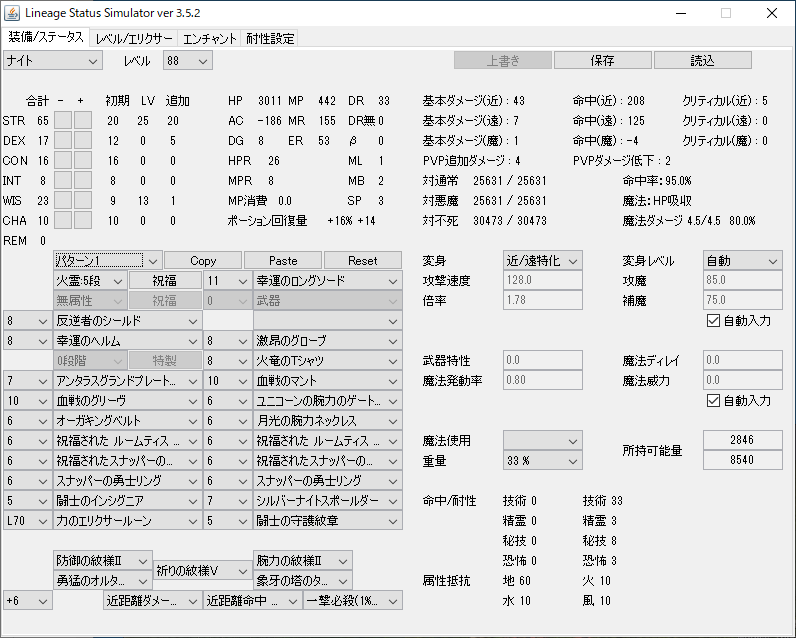 Lineage Status Simulator ver 3.5.2
装備/ステータス レベル/エリクサー エンチャント 耐性設定
ナイト レベル 88 上書き 保存 読込
合計 - + 初期 LV 追加 HP 3011 MP 442 DR 33 基本ダメージ(近) : 43 命中(近) : 208 クリティカル(近) : 5
STR 65 20 25 20 AC -186 MR 155 DR無 0 基本ダメージ(遠) : 7 命中(遠) : 125 クリティカル(遠) : 0
DEX 17 12 0 5 DG 8 ER 53 β 0 基本ダメージ(魔) : 1 命中(魔) : -4 クリティカル(魔) : 0
CON 16 16 0 0 HPR 26 ML 1 PVP追加ダメージ : 4 PVPダメージ低下 : 2
INT 8 8 0 0 MPR 8 MB 2 対通常 25631 / 25631 命中率: 95.0%
WIS 23 9 13 1 MP消費 0.0 SP 3 対悪魔 25631 / 25631 魔法:HP吸収
CHA 10 10 0 0 ポーション回復量 +16% +14 対不死 30473 / 30473 魔法ダメージ 4.5/4.5 80.0%
REM 0
パターン1 Copy Paste Reset 変身 近/遠特化 変身レベル 自動
火霊:5段 祝福 11 幸運のロングソード 攻撃速度 128.0 攻魔 85.0
無属性 祝福 0 武器 倍率 1.78 補魔 75.0
8 反逆者のシールド 自動入力
8 幸運のヘルム 8 激昂のグローブ
0段階 特製 8 火竜のTシャツ 武器特性 0.0 魔法ディレイ 0.0
7 アンタラスグランドプレート... 10 血戦のマント 魔法発動率 0.80 魔法威力 0.0
10 血戦のグリーヴ 6 ユニコーンの腕力のゲート... 自動入力
6 オーガキングベルト 6 月光の腕力ネックレス
6 祝福された ルームティス ... 6 祝福された ルームティス ... 魔法使用 所持可能量 2846
6 祝福されたスナッパーの... 6 祝福されたスナッパーの... 重量 33 % 8540
6 スナッパーの勇士リング 6 スナッパーの勇士リング
5 闘士のインシグニア 7 シルバーナイトスポールダー 命中/耐性 技術 0 技術 33
L70 力のエリクサールーン 5 闘士の守護紋章 精霊 0 精霊 3
秘技 0 秘技 8
防御の紋様II 祈りの紋様V 腕力の紋様II 恐怖 0 恐怖 3
勇猛のオルタ... 象牙の塔のタ... 属性抵抗 地 60 火 10
+6 近距離ダメー... 近距離命中 ... 一撃必殺(1%... 水 10 風 10